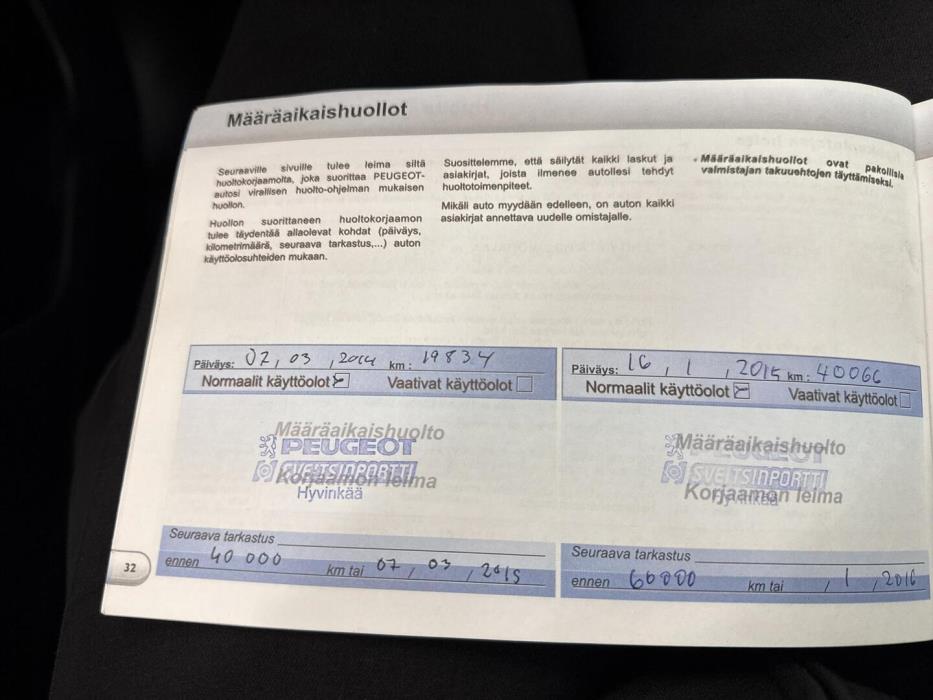 Määräaikaishuollot
Seuraaville sivuille tulee leima siltä
huoltokorjaamolta, joka suorittaa PEUGEOT-
autosi virallisen huolto-ohjelman mukaisen
huollon.
Huollon suorittaneen huoltokorjaamon
tulee täydentää allaolevat kohdat (päiväys,
kilometrimäärä, seuraava tarkastus,...) auton
käyttöolosuhteiden mukaan.
Suosittelemme, että säilytät kaikki laskut ja
asiakirjat, joista ilmenee autollesi tehdyt
huoltotoimenpiteet.
Mikäli auto myydään edelleen, on auton kaikki
asiakirjat annettava uudelle omistajalle.
• Määräaikaishuollot ovat pakollisia
valmistajan takuuehtojen täyttämiseksi.
Päiväys: 07, 03, 2014 km: 19834
Normaalit käyttöolot Vaativat käyttöolot
Määräaikaishuolto
PEUGEOT
SVEITSINPORTTI
Korjaamon leima
Hyvinkää
Seuraava tarkastus
ennen 40 000 km tai 07, 03, 2015
Päiväys: 16, 1, 2015 km: 40066
Normaalit käyttöolot Vaativat käyttöolot
Määräaikaishuolto
PEUGEOT
SVEITSINPORTTI
Korjaamon leima
Hyvinkää
Seuraava tarkastus
ennen 60000 km tai , 1, 2016
32